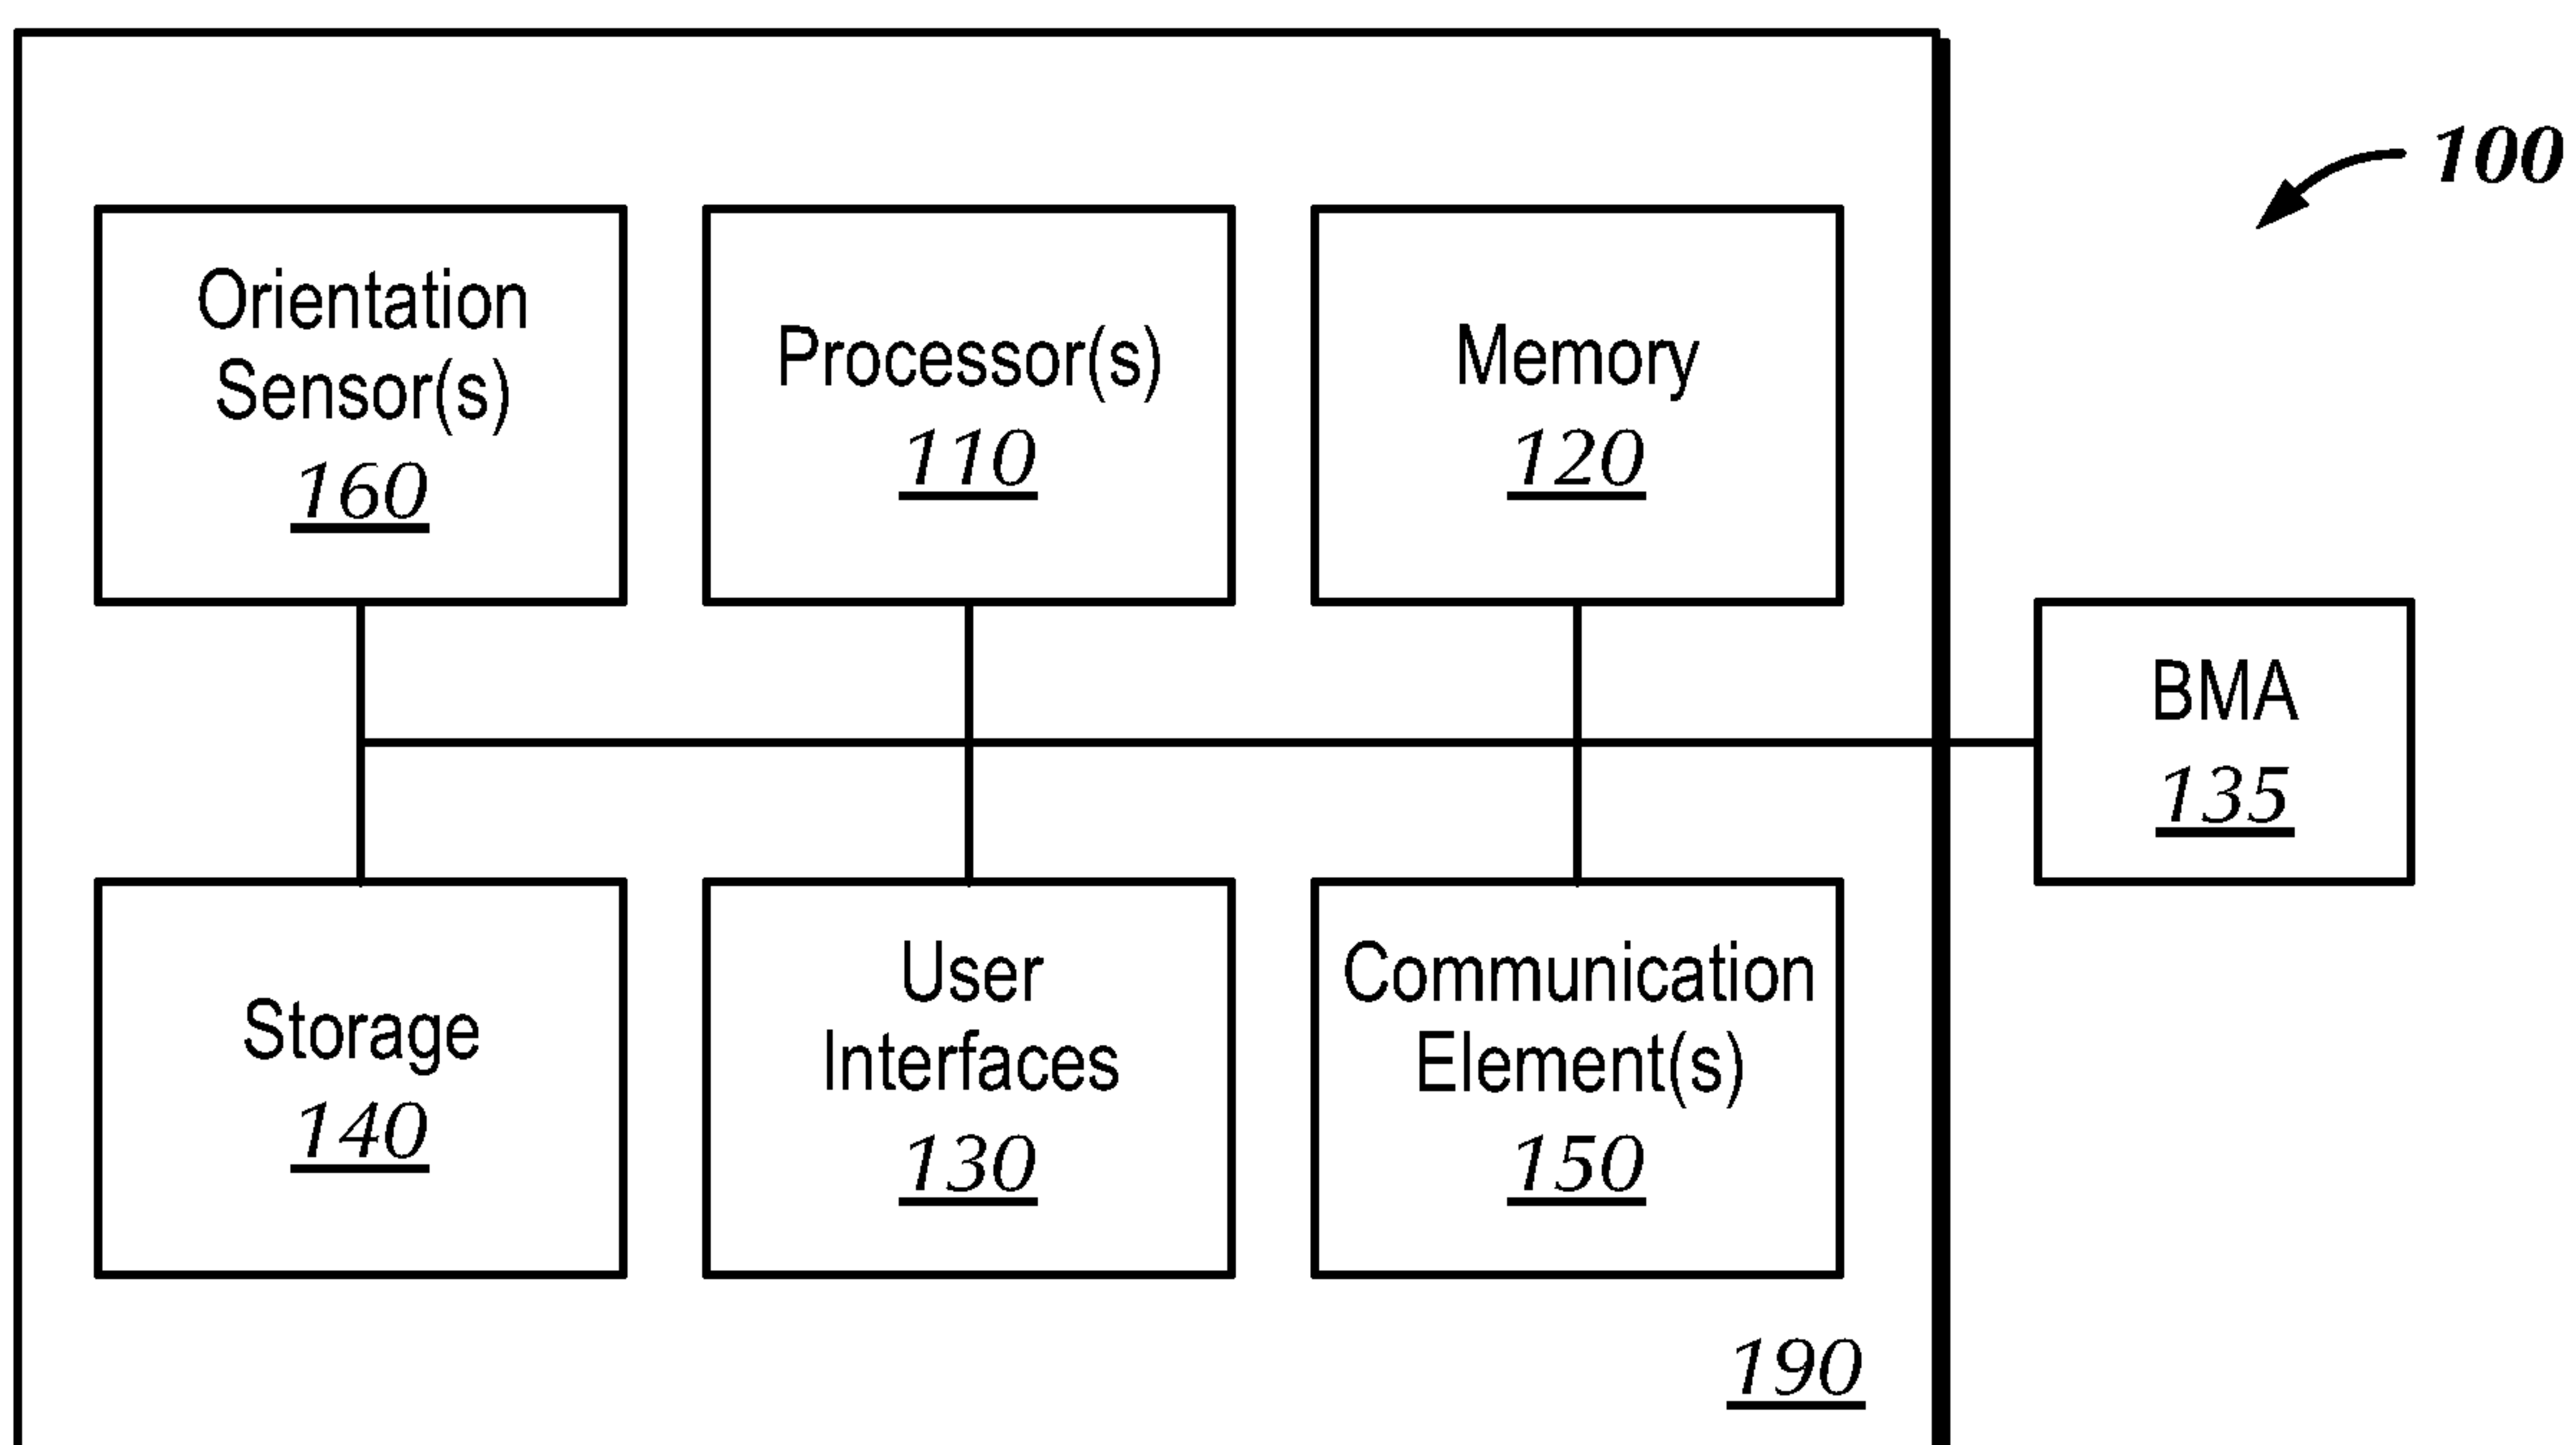 100
Orientation
Sensor(s)
160
Processor(s)
110
Memory
120
BMA
135
Storage
140
User
Interfaces
130
Communication
Element(s)
150
190